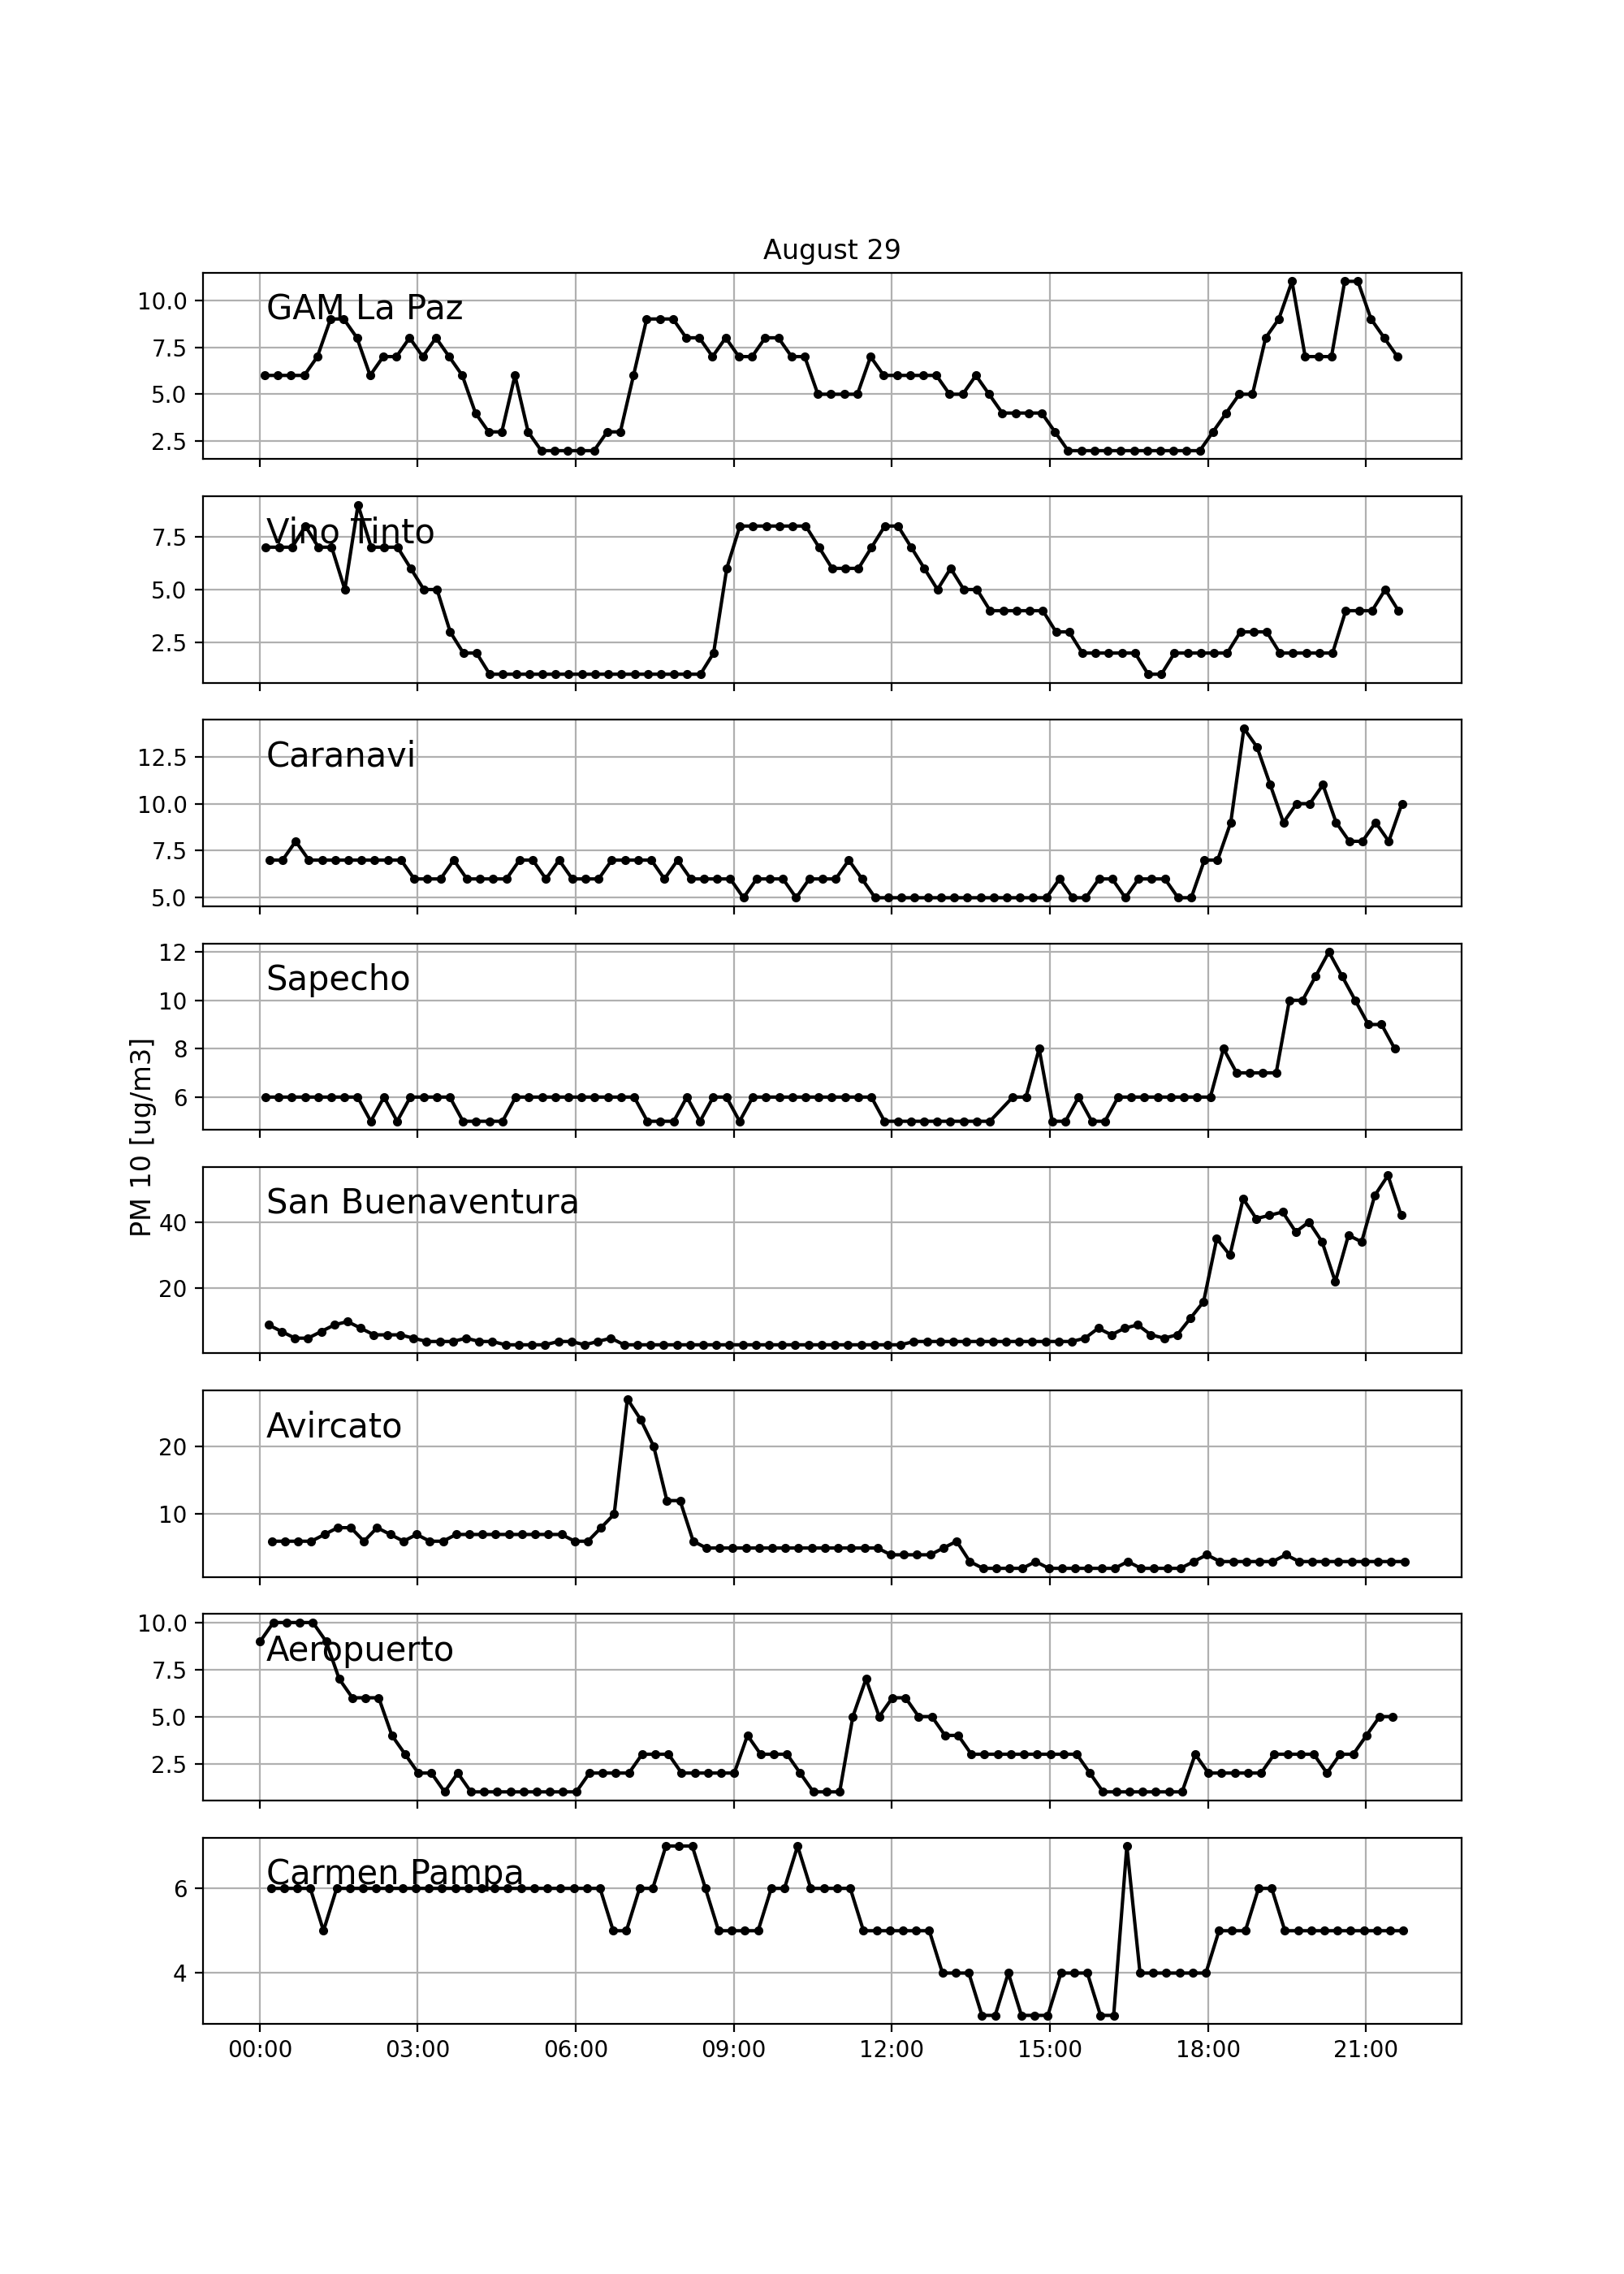 August 29
GAM La Paz
10.0
7.5
5.0
2.5
Vino Tinto
7.5
5.0
2.5
Caranavi
12.5
10.0
7.5
5.0
Sapecho
12
10
8
6
PM 10 [ug/m3]
San Buenaventura
40
20
Avircato
20
10
Aeropuerto
10.0
7.5
5.0
2.5
Carmen Pampa
6
4
00:00 03:00 06:00 09:00 12:00 15:00 18:00 21:00